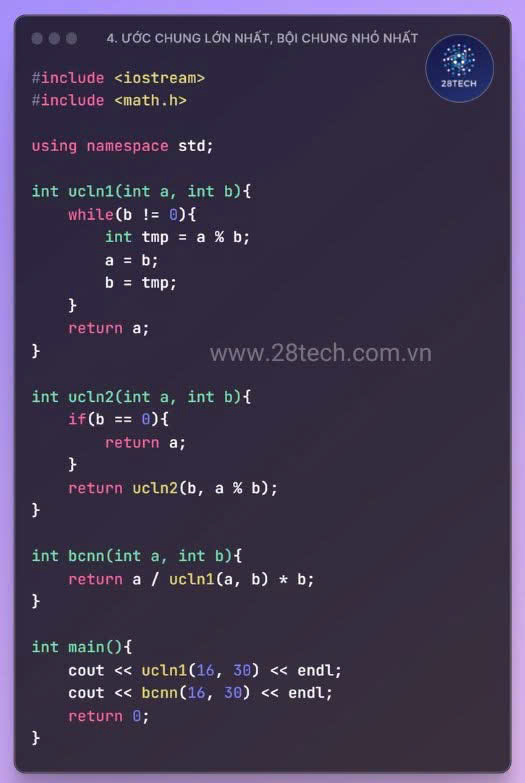 4. ƯỚC CHUNG LỚN NHẤT, BỘI CHUNG NHỎ NHẤT
28TECH
#include <iostream>
#include <math.h>
using namespace std;
int ucln1(int a, int b){
    while(b != 0){
        int tmp = a % b;
        a = b;
        b = tmp;
    }
    return a;
}
www.28tech.com.vn
int ucln2(int a, int b){
    if(b == 0){
        return a;
    }
    return ucln2(b, a % b);
}
int bcnn(int a, int b){
    return a / ucln1(a, b) * b;
}
int main(){
    cout << ucln1(16, 30) << endl;
    cout << bcnn(16, 30) << endl;
    return 0;
}